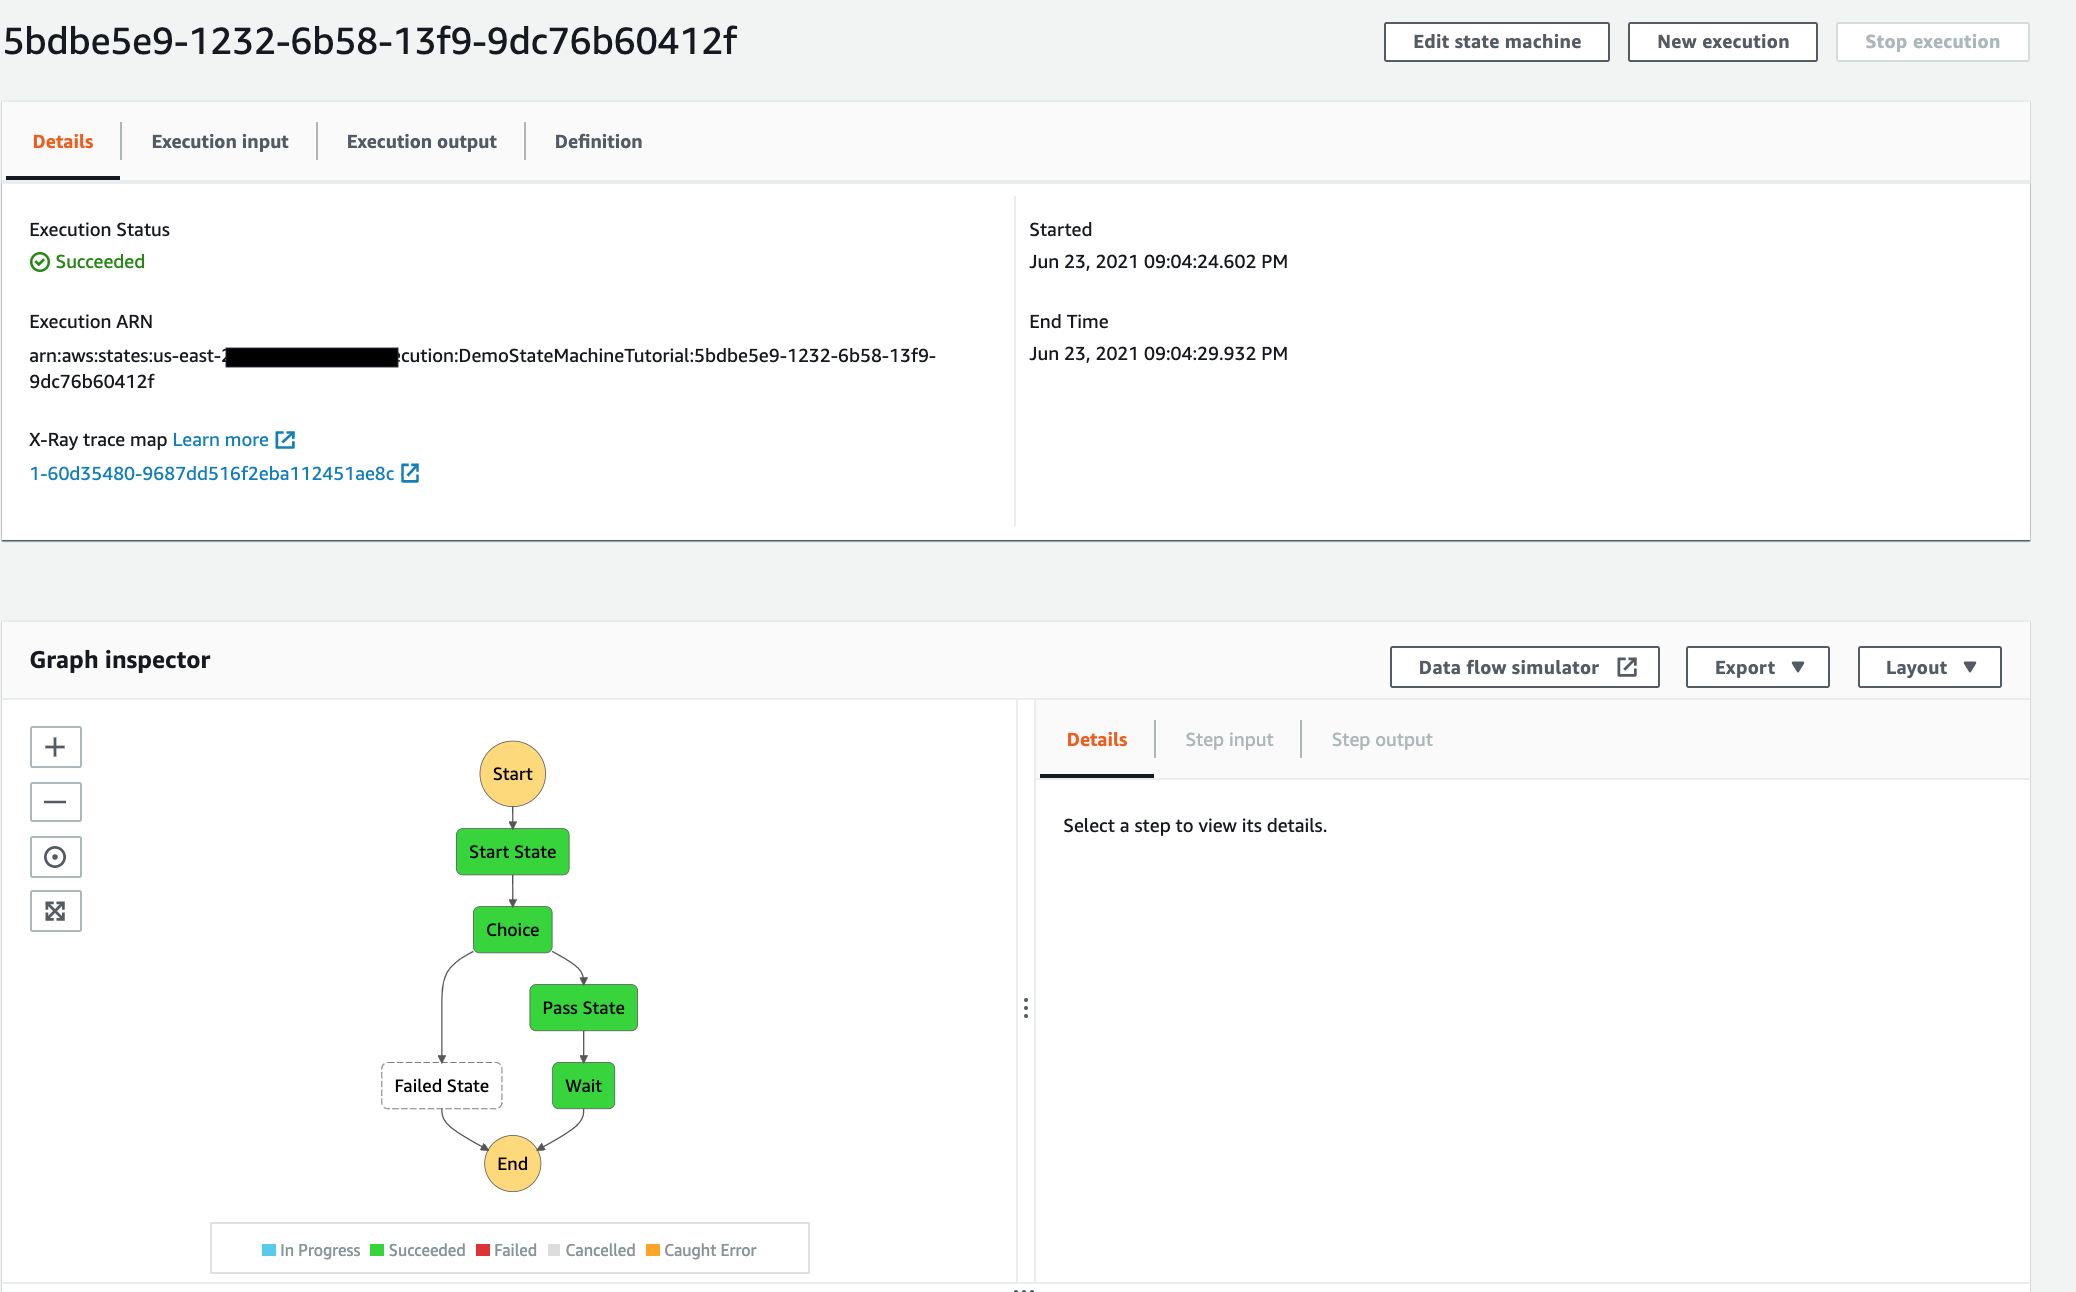 5bdbe5e9-1232-6b58-13f9-9dc76b60412f
Edit state machine
New execution
Stop execution
Details
Execution input
Execution output
Definition
Execution Status
Succeeded
Started
Jun 23, 2021 09:04:24.602 PM
Execution ARN
arn:aws:states:us-east- ecution:DemoStateMachineTutorial:5bdbe5e9-1232-6b58-13f9-
9dc76b60412f
End Time
Jun 23, 2021 09:04:29.932 PM
X-Ray trace map Learn more
1-60d35480-9687dd516f2eba112451ae8c
Graph inspector
Data flow simulator
Export
Layout
Details
Step input
Step output
Select a step to view its details.
Start
Start State
Choice
Pass State
Failed State
Wait
End
In Progress
Succeeded
Failed
Cancelled
Caught Error